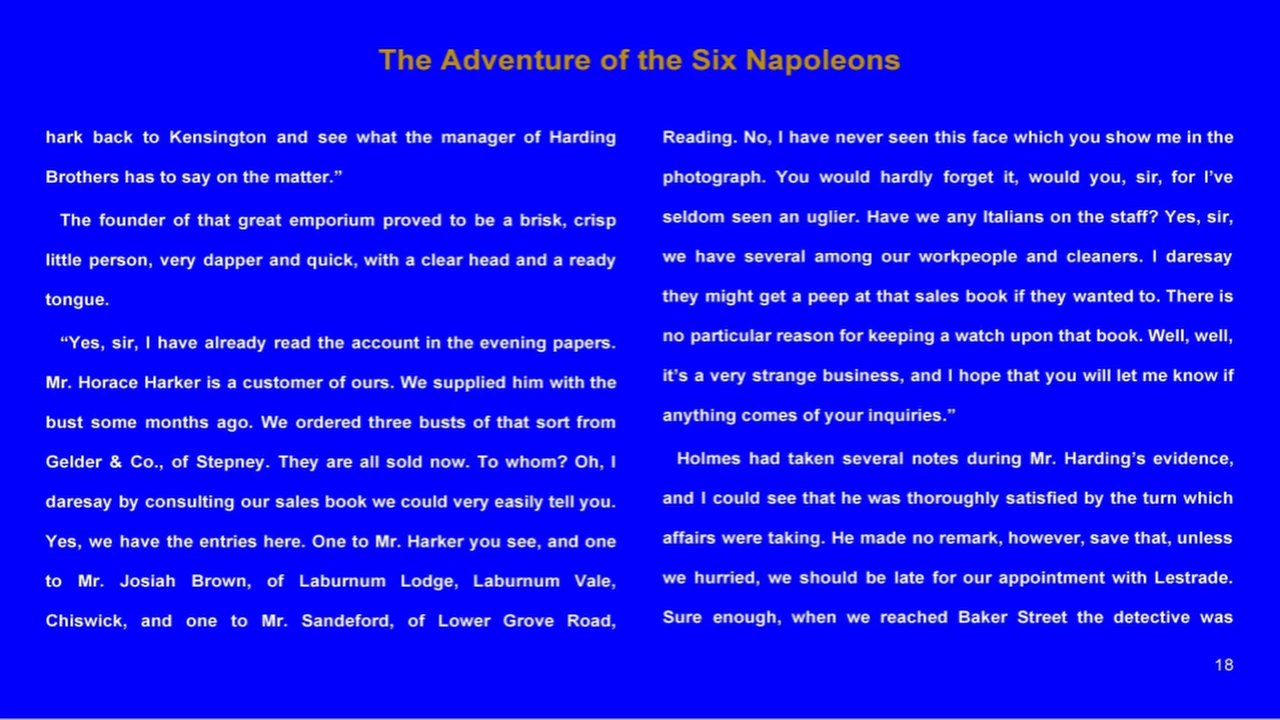 The Adventure of the Six Napoleons
hark back to Kensington and see what the manager of Harding
Brothers has to say on the matter.”
The founder of that great emporium proved to be a brisk, crisp
little person, very dapper and quick, with a clear head and a ready
tongue.
“Yes, sir, I have already read the account in the evening papers.
Mr. Horace Harker is a customer of ours. We supplied him with the
bust some months ago. We ordered three busts of that sort from
Gelder & Co., of Stepney. They are all sold now. To whom? Oh, I
daresay by consulting our sales book we could very easily tell you.
Yes, we have the entries here. One to Mr. Harker you see, and one
to Mr. Josiah Brown, of Laburnum Lodge, Laburnum Vale,
Chiswick, and one to Mr. Sandeford, of Lower Grove Road,
Reading. No, I have never seen this face which you show me in the
photograph. You would hardly forget it, would you, sir, for I’ve
seldom seen an uglier. Have we any Italians on the staff? Yes, sir,
we have several among our workpeople and cleaners. I daresay
they might get a peep at that sales book if they wanted to. There is
no particular reason for keeping a watch upon that book. Well, well,
it’s a very strange business, and I hope that you will let me know if
anything comes of your inquiries.”
Holmes had taken several notes during Mr. Harding’s evidence,
and I could see that he was thoroughly satisfied by the turn which
affairs were taking. He made no remark, however, save that, unless
we hurried, we should be late for our appointment with Lestrade.
Sure enough, when we reached Baker Street the detective was
18